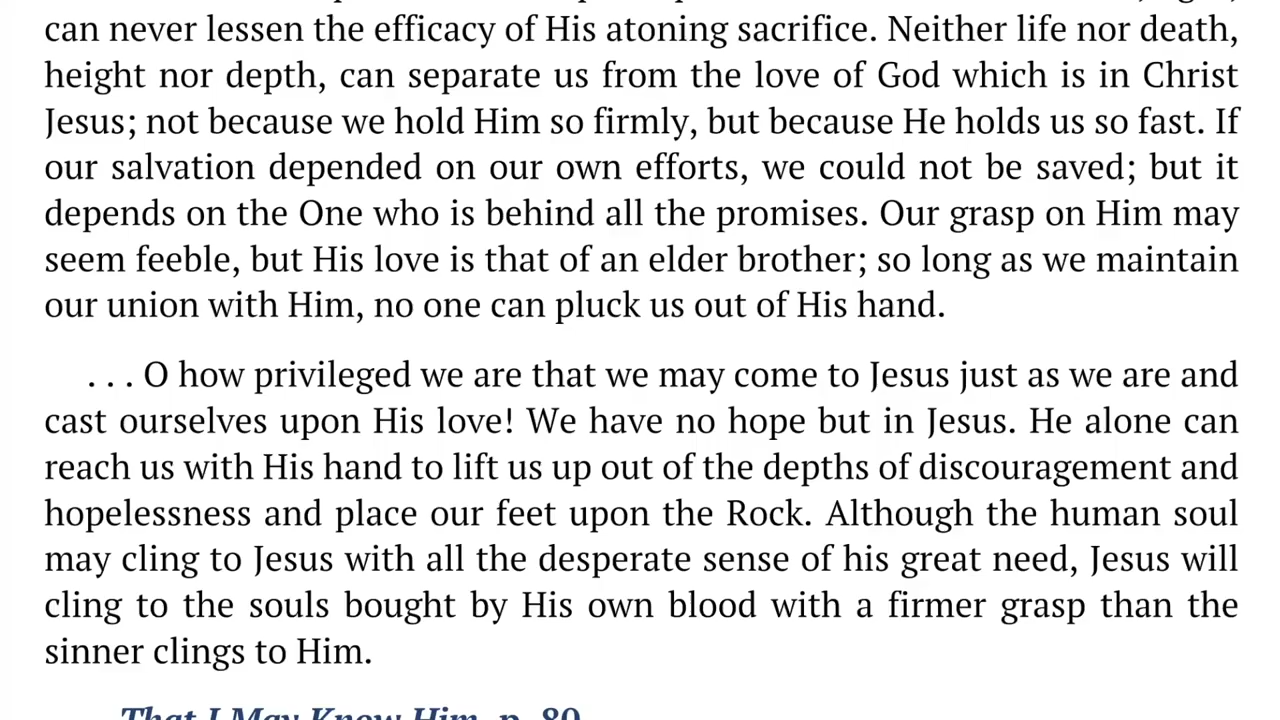 can never lessen the efficacy of His atoning sacrifice. Neither life nor death,
height nor depth, can separate us from the love of God which is in Christ
Jesus; not because we hold Him so firmly, but because He holds us so fast. If
our salvation depended on our own efforts, we could not be saved; but it
depends on the One who is behind all the promises. Our grasp on Him may
seem feeble, but His love is that of an elder brother; so long as we maintain
our union with Him, no one can pluck us out of His hand.
. . . O how privileged we are that we may come to Jesus just as we are and
cast ourselves upon His love! We have no hope but in Jesus. He alone can
reach us with His hand to lift us up out of the depths of discouragement and
hopelessness and place our feet upon the Rock. Although the human soul
may cling to Jesus with all the desperate sense of his great need, Jesus will
cling to the souls bought by His own blood with a firmer grasp than the
sinner clings to Him.
That I May Know Him, p. 80